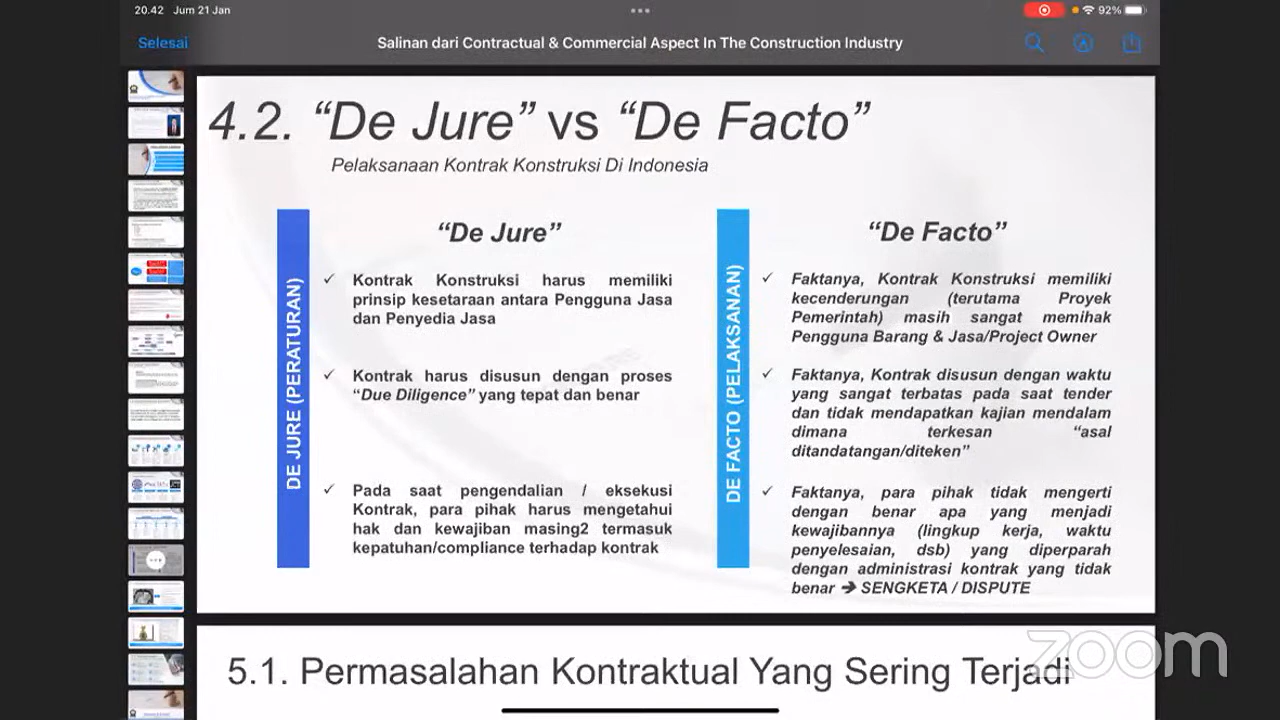 20.42 Jum 21 Jan
92%
Selesai
Salinan dari Contractual & Commercial Aspect In The Construction Industry
4.2. “De Jure” vs “De Facto”
Pelaksanaan Kontrak Konstruksi Di Indonesia
DE JURE (PERATURAN)
“De Jure”
✓ Kontrak Konstruksi harus memiliki
prinsip kesetaraan antara Pengguna Jasa
dan Penyedia Jasa
✓ Kontrak harus disusun dengan proses
“Due Diligence” yang tepat dan benar
✓ Pada saat pengendalian / eksekusi
Kontrak, para pihak harus mengetahui
hak dan kewajiban masing2 termasuk
kepatuhan/compliance terhadap kontrak
DE FACTO (PELAKSANAN)
“De Facto”
✓ Faktanya, Kontrak Konstruksi memiliki
kecenderungan (terutama Proyek
Pemerintah) masih sangat memihak
Pengguna Barang & Jasa/Project Owner
✓ Faktanya, Kontrak disusun dengan waktu
yang sangat terbatas pada saat tender
dan tidak mendapakan kajian mendalam
dimana terkesan “asal
ditandatangan/diteken”
✓ Faktanya, para pihak tidak mengerti
dengan benar apa yang menjadi
kewajibannya (lingkup kerja, waktu
penyelesaian, dsb) yang diperparah
dengan administrasi kontrak yang tidak
benar ➔ SENGKETA / DISPUTE
5.1. Permasalahan Kontraktual Yang Sering Terjadi
zoom